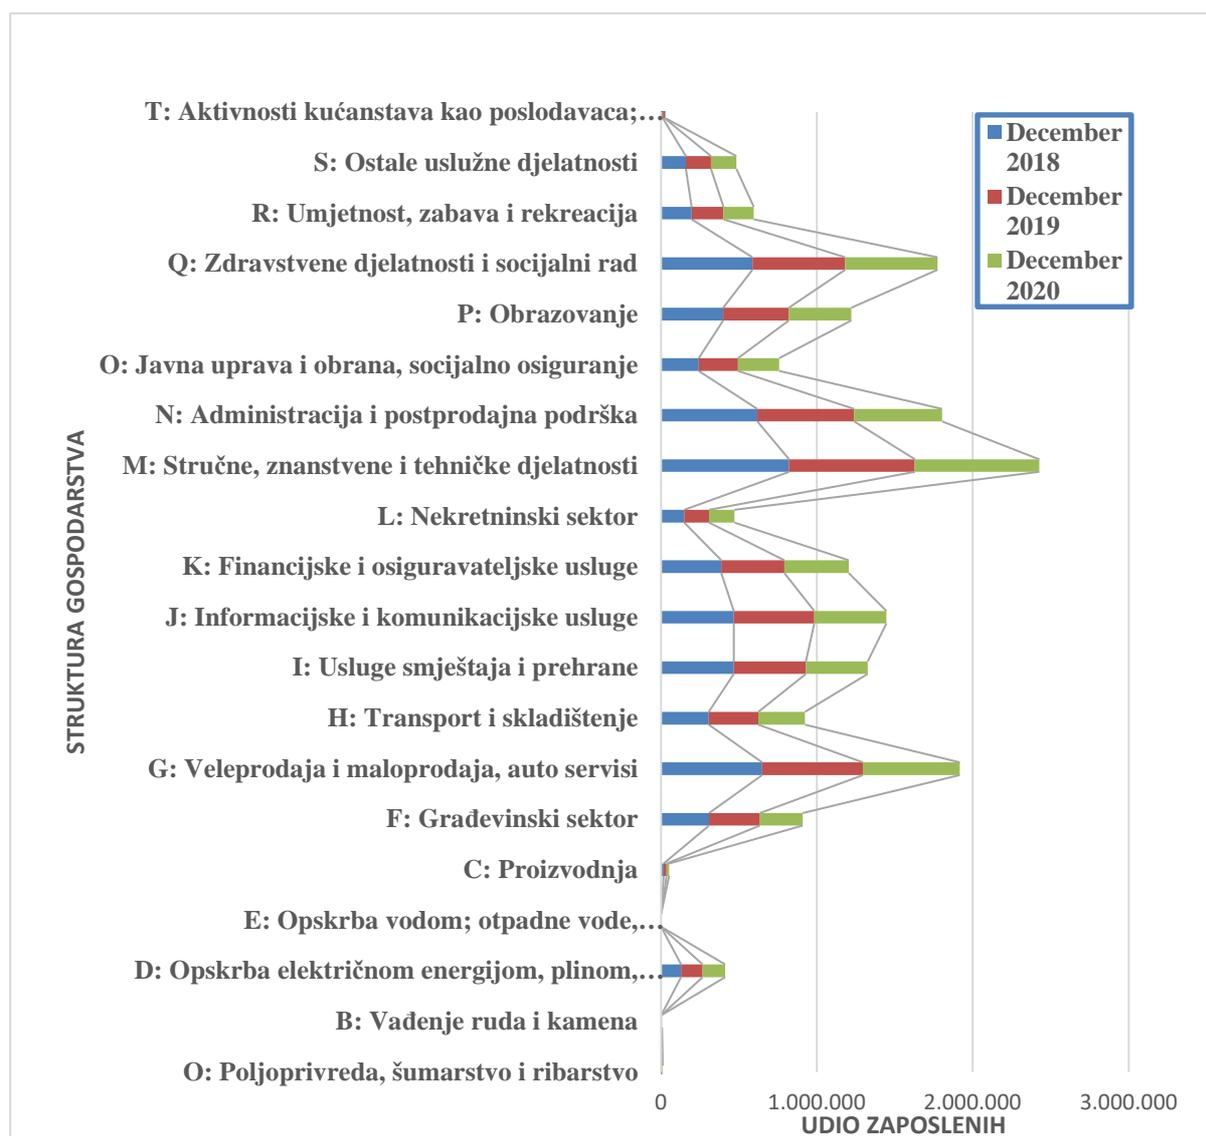 T: Aktivnosti kućanstava kao poslodavaca;…
S: Ostale uslužne djelatnosti
R: Umjetnost, zabava i rekreacija
Q: Zdravstvene djelatnosti i socijalni rad
P: Obrazovanje
O: Javna uprava i obrana, socijalno osiguranje
N: Administracija i postprodajna podrška
M: Stručne, znanstvene i tehničke djelatnosti
L: Nekretninski sektor
K: Financijske i osiguravateljske usluge
J: Informacijske i komunikacijske usluge
I: Usluge smještaja i prehrane
H: Transport i skladištenje
G: Veleprodaja i maloprodaja, auto servisi
F: Građevinski sektor
C: Proizvodnja
E: Opskrba vodom; otpadne vode,…
D: Opskrba električnom energijom, plinom,…
B: Vađenje ruda i kamena
O: Poljoprivreda, šumarstvo i ribarstvo
STRUKTURA GOSPODARSTVA
0 1.000.000 2.000.000 3.000.000
UDIO ZAPOSLENIH
December
2018
December
2019
December
2020